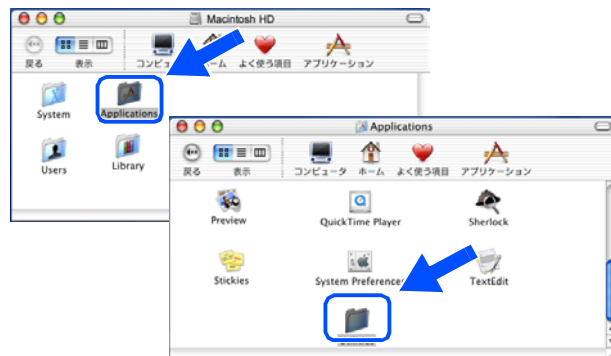 Macintosh HD
戻る 表示 コンピュ ーム よく使う項目 アプリケーション
System Applications
Users Library
Applications
戻る 表示 コンピュータ ホーム よく使う項目 アプリケーション
Preview QuickTime Player Sherlock
Stickies System Preferences TextEdit